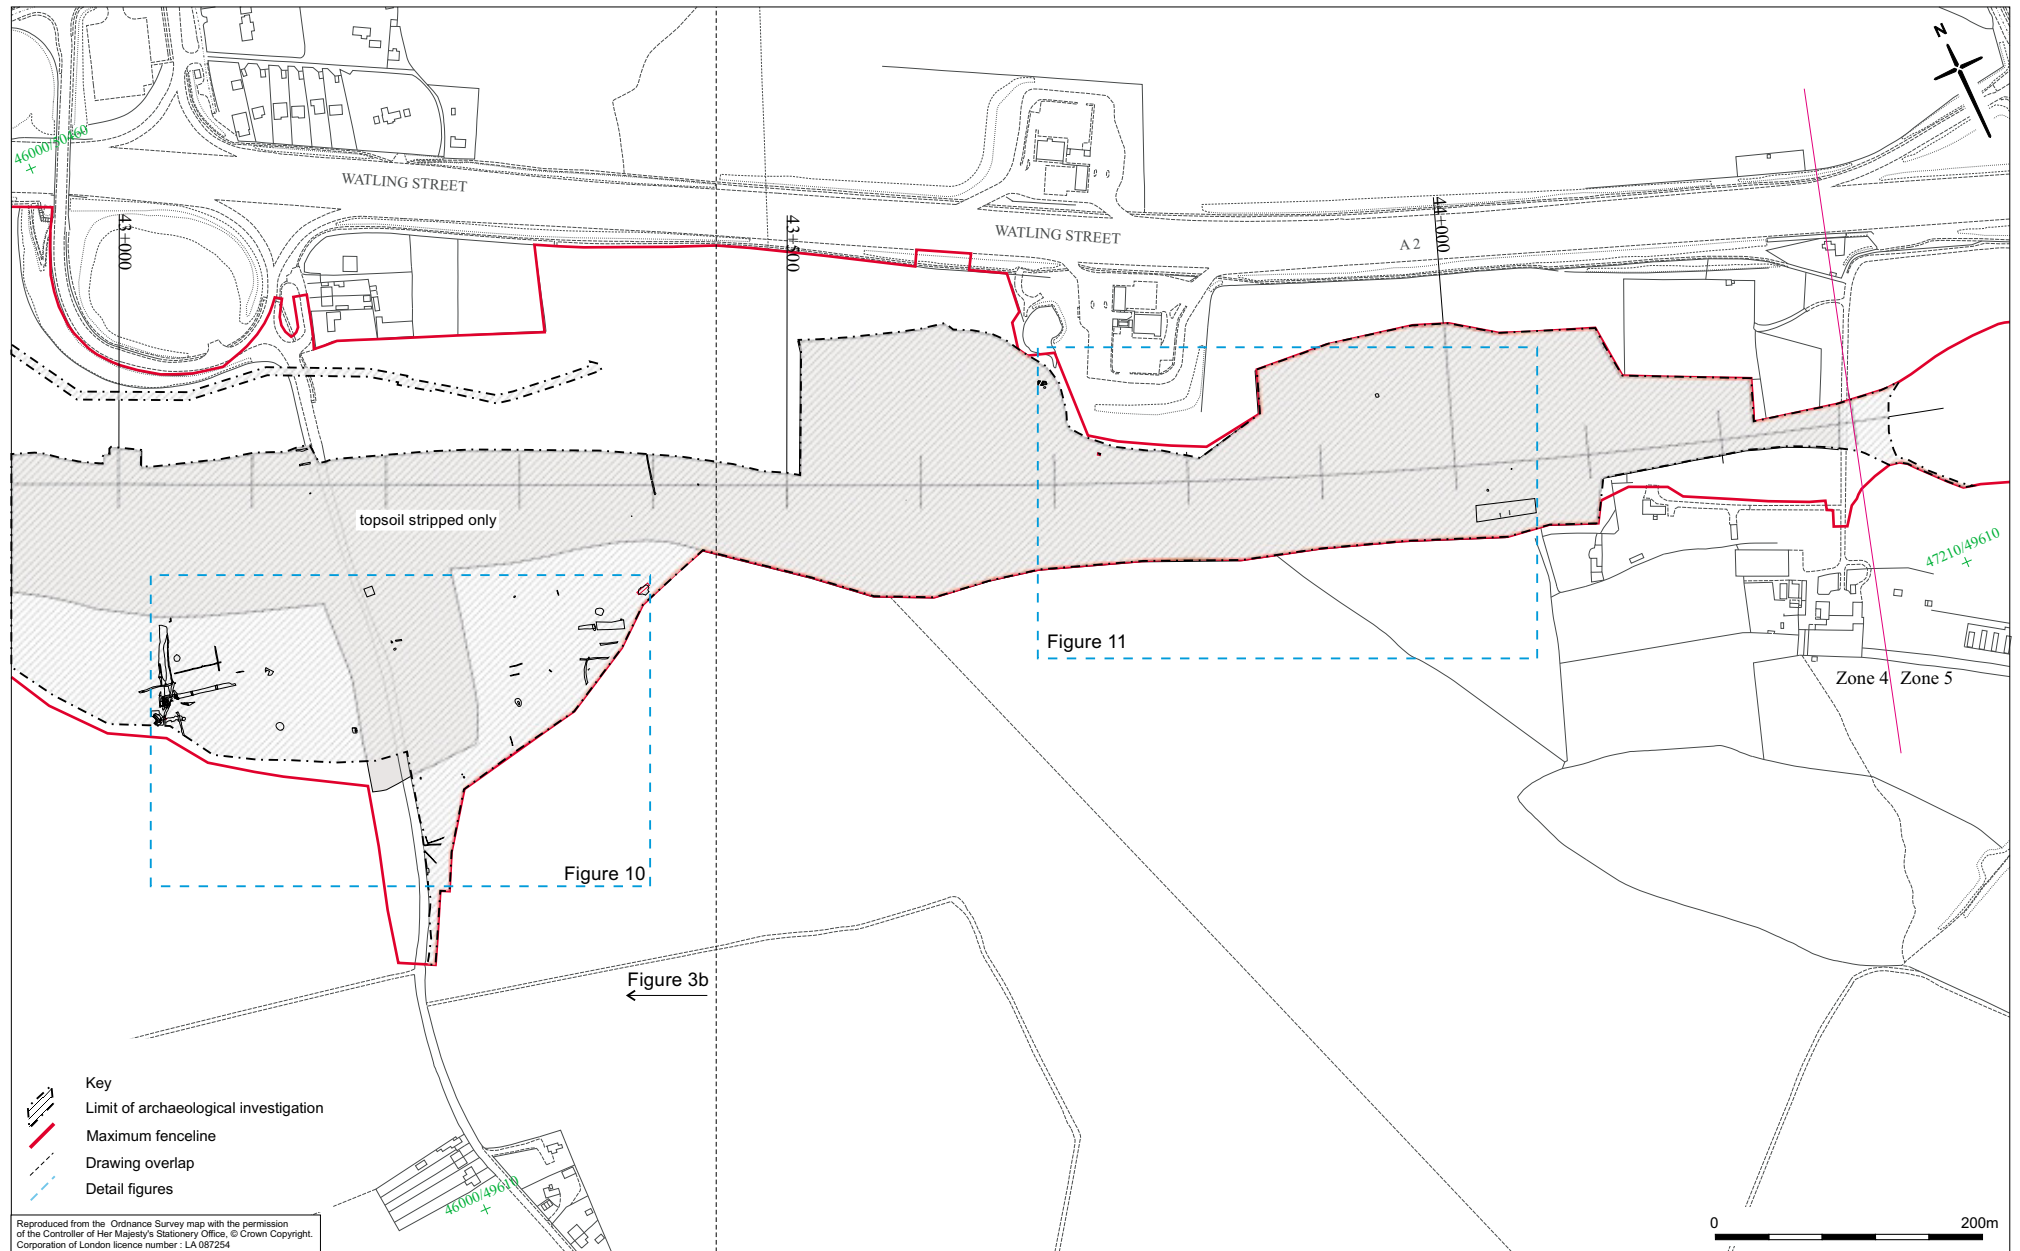 N
46000/50460
WATLING STREET
43+000
43+500
WATLING STREET
44+000
A 2
topsoil stripped only
47210/49610
Figure 11
Zone 4
Zone 5
Figure 10
Figure 3b
Key
Limit of archaeological investigation
Maximum fenceline
Drawing overlap
Detail figures
46000/49610
0
200m
Reproduced from the Ordnance Survey map with the permission
of the Controller of Her Majesty's Stationery Office, © Crown Copyright.
Corporation of London licence number : LA 087254